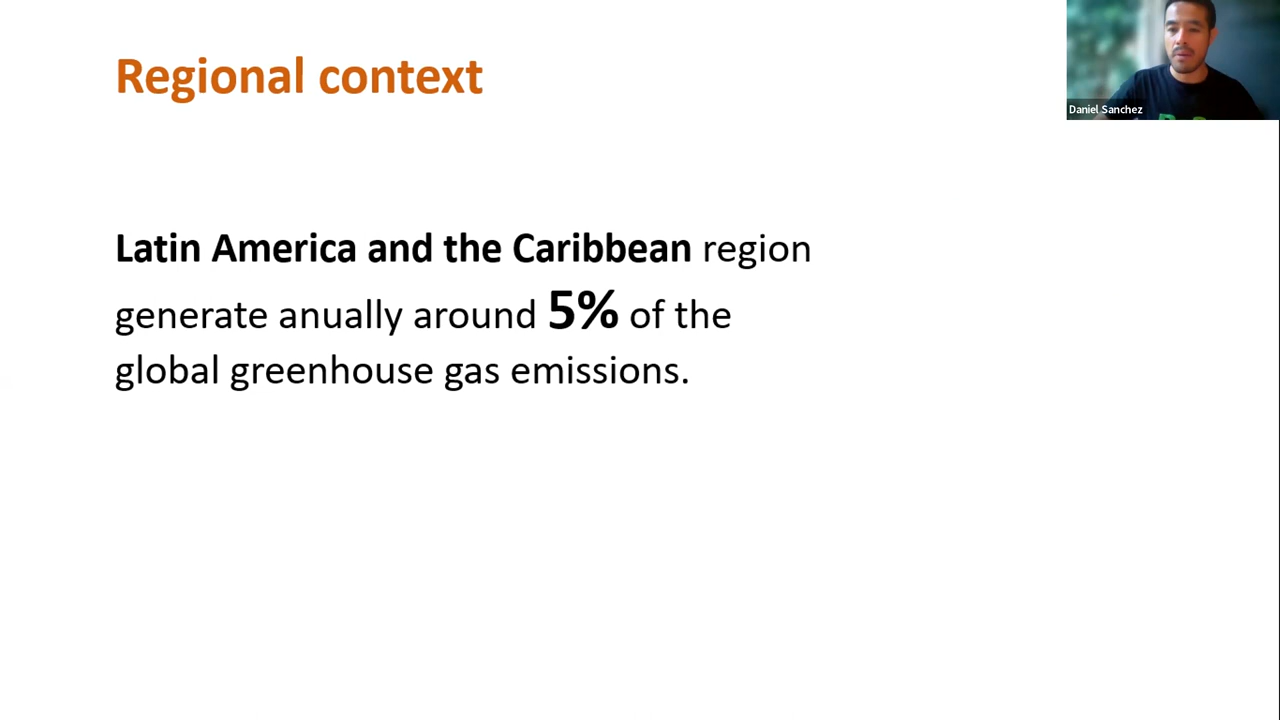 Regional context
Daniel Sanchez
Latin America and the Caribbean region
generate anually around 5% of the
global greenhouse gas emissions.